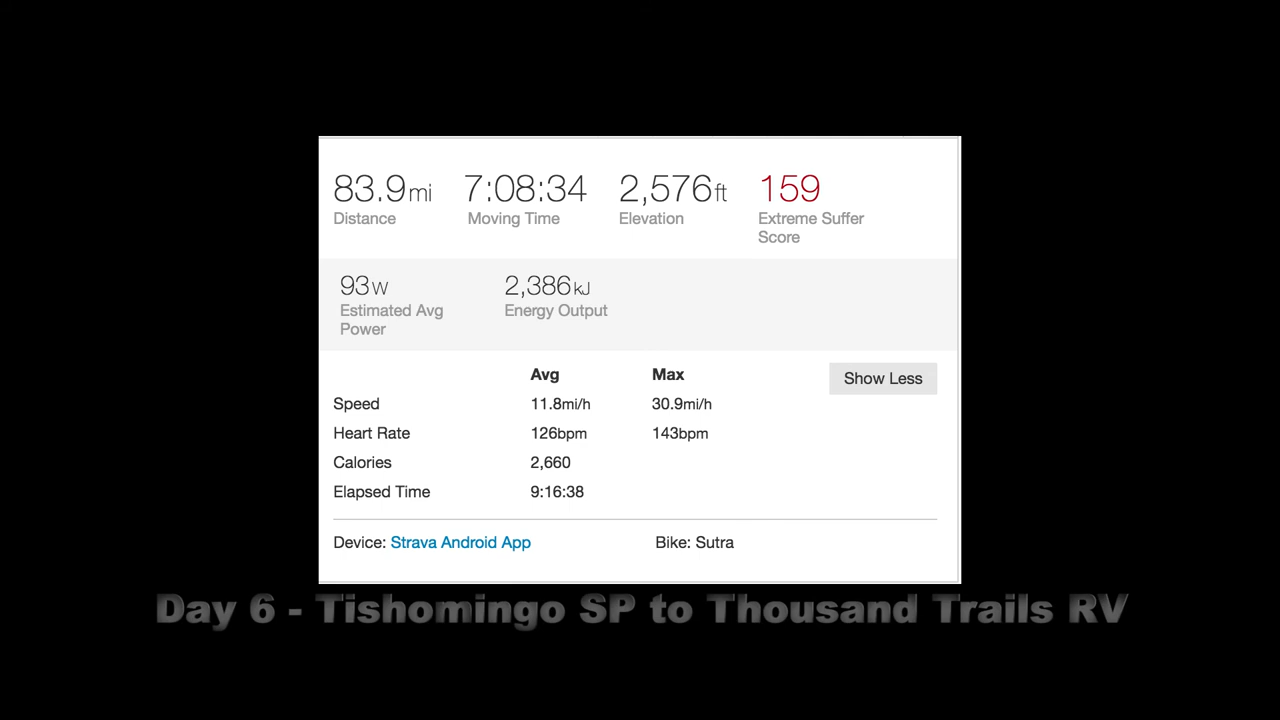 83.9mi 7:08:34 2,576ft 159
Distance Moving Time Elevation Extreme Suffer
Score
93W 2,386kJ
Estimated Avg Energy Output
Power
Avg Max Show Less
Speed 11.8mi/h 30.9mi/h
Heart Rate 126bpm 143bpm
Calories 2,660
Elapsed Time 9:16:38
Device: Strava Android App Bike: Sutra
Day 6 - Tishomingo SP to Thousand Trails RV